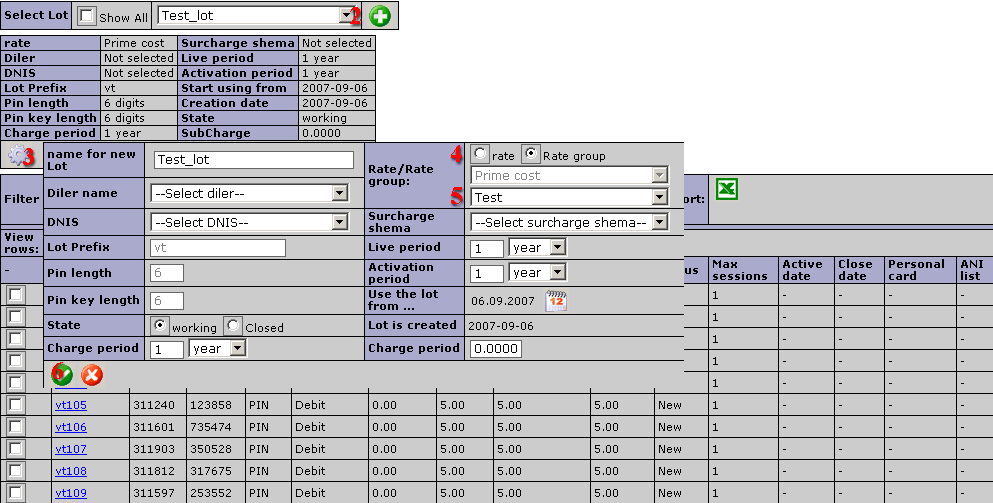 Select Lot Show All Test_lot 2
rate Prime cost Surcharge shema Not selected
Diler Not selected Live period 1 year
DNIS Not selected Activation period 1 year
Lot Prefix vt Start using from 2007-09-06
Pin length 6 digits Creation date 2007-09-06
Pin key length 6 digits State working
Charge period 1 year SubCharge 0.0000
3
name for new Lot Test_lot
Rate/Rate group: 4 rate Rate group
Prime cost
5 Test
Diler name --Select diler--
DNIS --Select DNIS--
Surcharge shema --Select surcharge shema--
Lot Prefix vt
Live period 1 year
Pin length 6
Activation period 1 year
Pin key length 6
Use the lot from ... 06.09.2007 12
State working Closed
Lot is created 2007-09-06
Charge period 1 year
Charge period 0.0000
6
Filter ort:
View rows:
- us Max sessions Active date Close date Personal card ANI list
1 - - - -
1 - - - -
1 - - - -
1 - - - -
1 - - - -
vt105 311240 123858 PIN Debit 0.00 5.00 5.00 5.00 New 1 - - - -
vt106 311601 735474 PIN Debit 0.00 5.00 5.00 5.00 New 1 - - - -
vt107 311903 350528 PIN Debit 0.00 5.00 5.00 5.00 New 1 - - - -
vt108 311812 317675 PIN Debit 0.00 5.00 5.00 5.00 New 1 - - - -
vt109 311597 253552 PIN Debit 0.00 5.00 5.00 5.00 New 1 - - - -